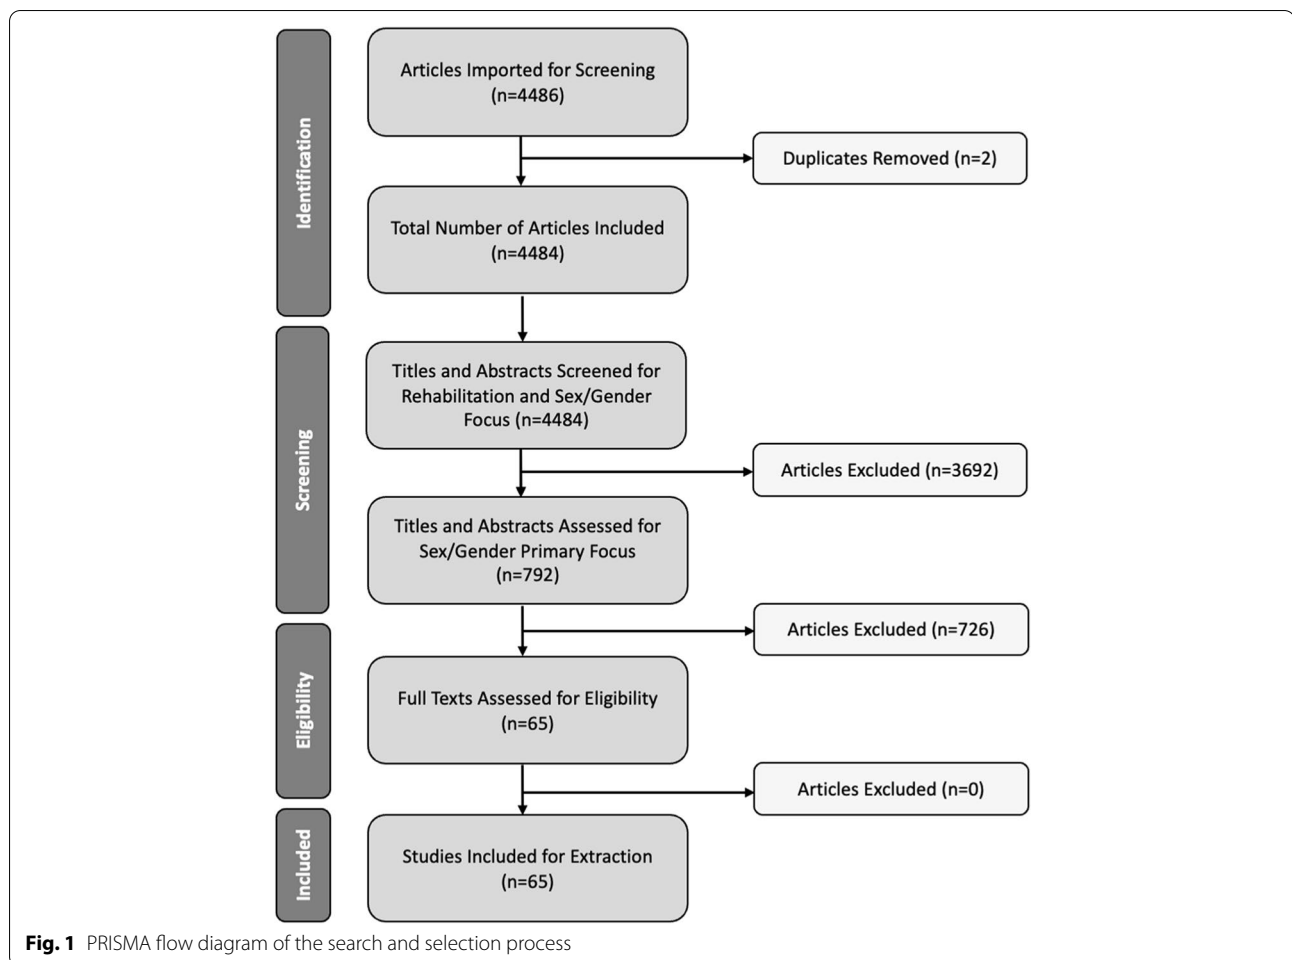 Identification
Articles Imported for Screening
(n=4486)
Duplicates Removed (n=2)
Total Number of Articles Included
(n=4484)
Screening
Titles and Abstracts Screened for
Rehabilitation and Sex/Gender
Focus (n=4484)
Articles Excluded (n=3692)
Titles and Abstracts Assessed for
Sex/Gender Primary Focus
(n=792)
Articles Excluded (n=726)
Eligibility
Full Texts Assessed for Eligibility
(n=65)
Articles Excluded (n=0)
Included
Studies Included for Extraction
(n=65)
Fig. 1 PRISMA flow diagram of the search and selection process